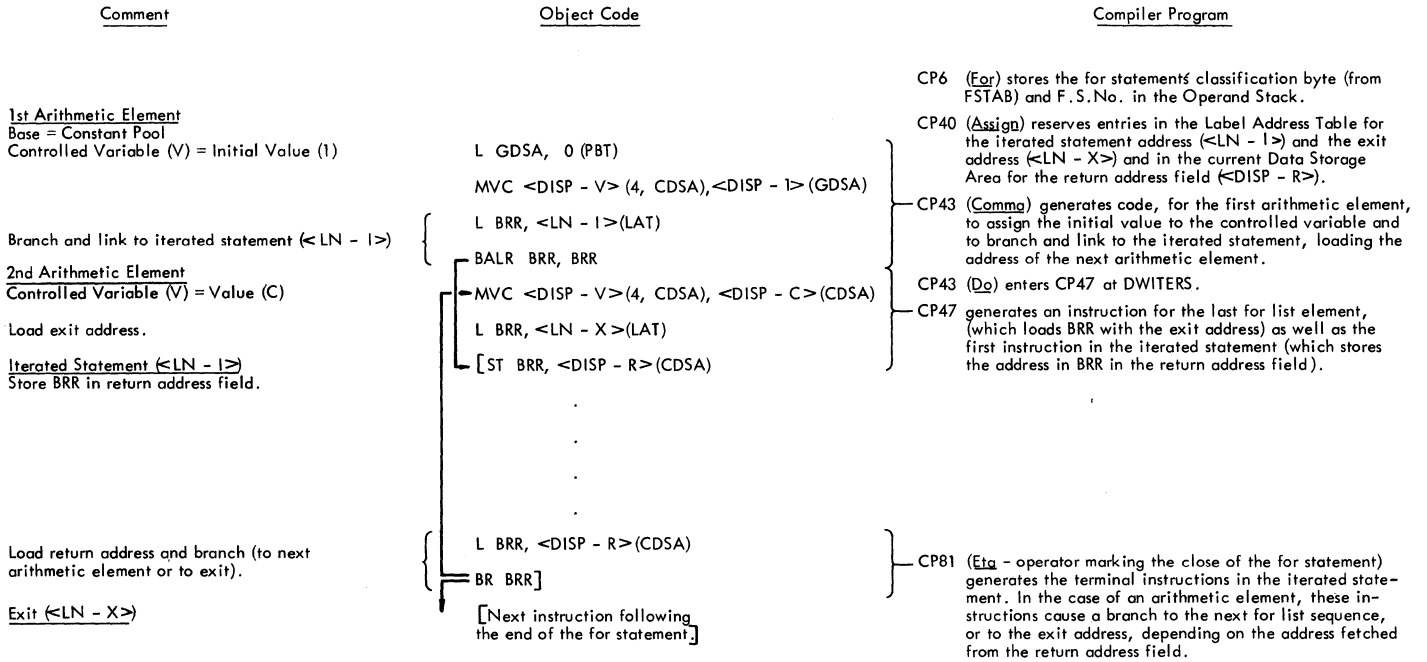 Comment
Object Code
Compiler Program
CP6 (For) stores the for statements classification byte (from
FSTAB) and F.S.No. in the Operand Stack.
1st Arithmetic Element
Base = Constant Pool
Controlled Variable (V) = Initial Value (1)
L GDSA, 0 (PBT)
MVC <DISP - V> (4, CDSA),<DISP - 1> (GDSA)
CP40 (Assign) reserves entries in the Label Address Table for
the iterated statement address (<LN - I>) and the exit
address (<LN - X>) and in the current Data Storage
Area for the return address field (<DISP - R>).
Branch and link to iterated statement (< LN - I>)
L BRR, <LN - I>(LAT)
BALR BRR, BRR
CP43 (Comma) generates code, for the first arithmetic element,
to assign the initial value to the controlled variable and
to branch and link to the iterated statement, loading the
address of the next arithmetic element.
2nd Arithmetic Element
Controlled Variable (V) = Value (C)
MVC <DISP - V> (4, CDSA), <DISP - C> (CDSA)
CP43 (Do) enters CP47 at DWITERS.
Load exit address.
L BRR, <LN - X> (LAT)
CP47 generates an instruction for the last for list element,
(which loads BRR with the exit address) as well as the
first instruction in the iterated statement (which stores
the address in BRR in the return address field).
Iterated Statement (<LN - I>)
Store BRR in return address field.
[ST BRR, <DISP - R> (CDSA)
.
.
.
.
Load return address and branch (to next
arithmetic element or to exit).
L BRR, <DISP - R> (CDSA)
BR BRR]
CP81 (Eta - operator marking the close of the for statement)
generates the terminal instructions in the iterated state-
ment. In the case of an arithmetic element, these in-
structions cause a branch to the next for list sequence,
or to the exit address, depending on the address fetched
from the return address field.
Exit (<LN - X>)
[Next instruction following
the end of the for statement.]